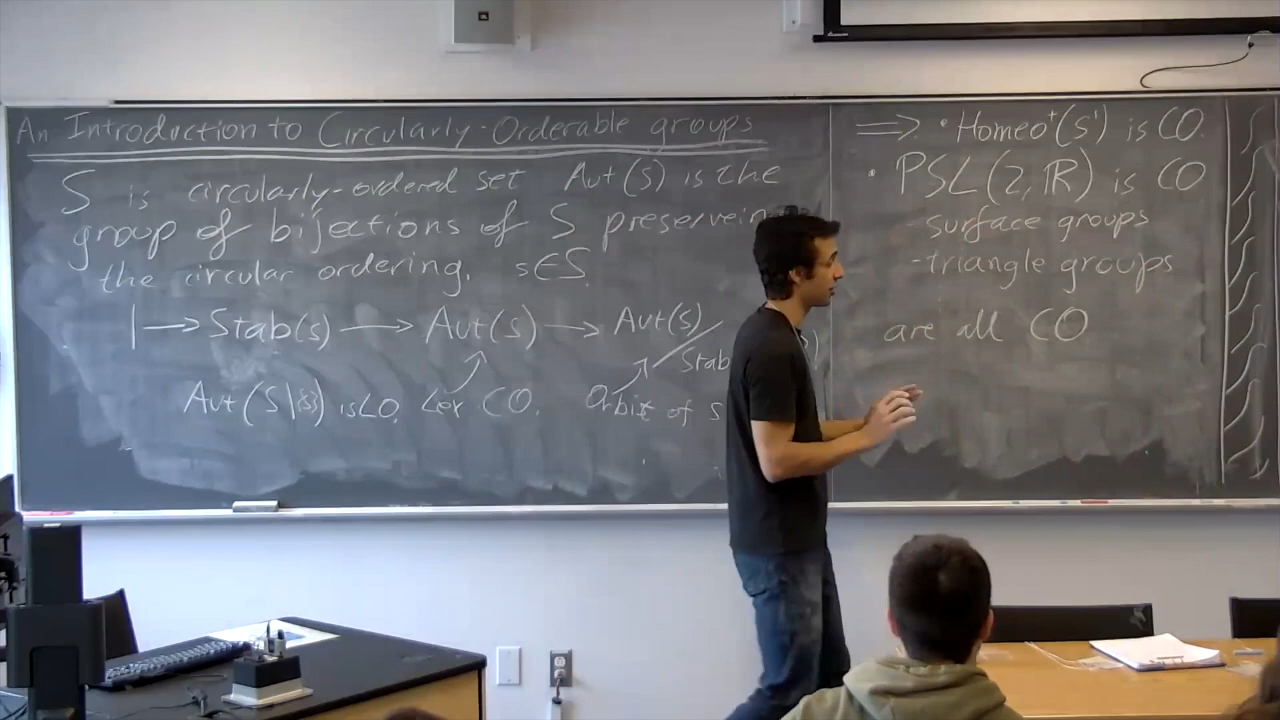 An Introduction to Circularly-Orderable groups
S is circularly-ordered set Aut(S) is the
group of bijections of S preservein
the circular ordering. s∈S.
1 → Stab(s) → Aut(S) → Aut(S)/Stab
Aut(S\{s}) is LO. Lex CO. Orbit of s
⇒ • Homeo⁺(S¹) is CO.
• PSL(2, ℝ) is CO
- surface groups
- triangle groups
are all CO